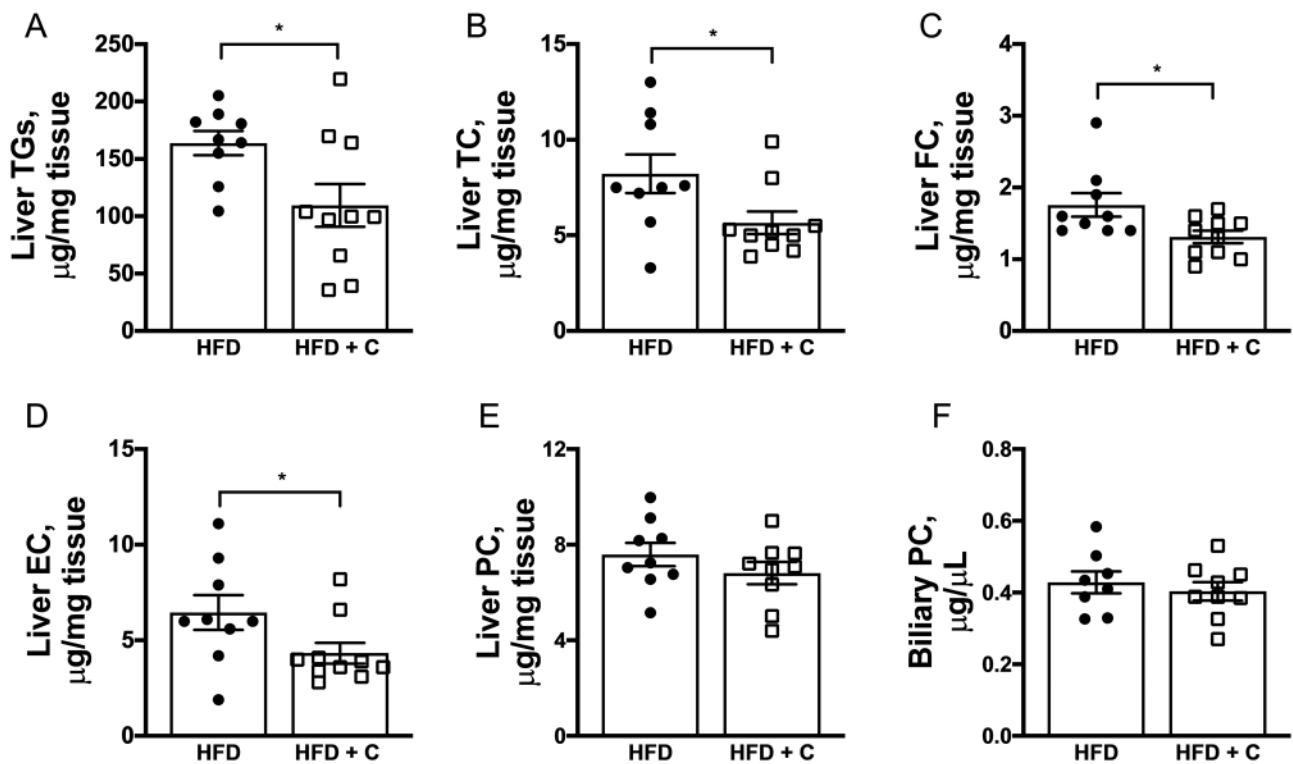 A
Liver TGs,
μg/mg tissue
250
200
150
100
50
0
*
HFD
HFD + C
B
Liver TC,
μg/mg tissue
15
10
5
0
*
HFD
HFD + C
C
Liver FC,
μg/mg tissue
4
3
2
1
0
*
HFD
HFD + C
D
Liver EC,
μg/mg tissue
15
10
5
0
*
HFD
HFD + C
E
Liver PC,
μg/mg tissue
12
8
4
0
HFD
HFD + C
F
Biliary PC,
μg/μL
0.8
0.6
0.4
0.2
0.0
HFD
HFD + C